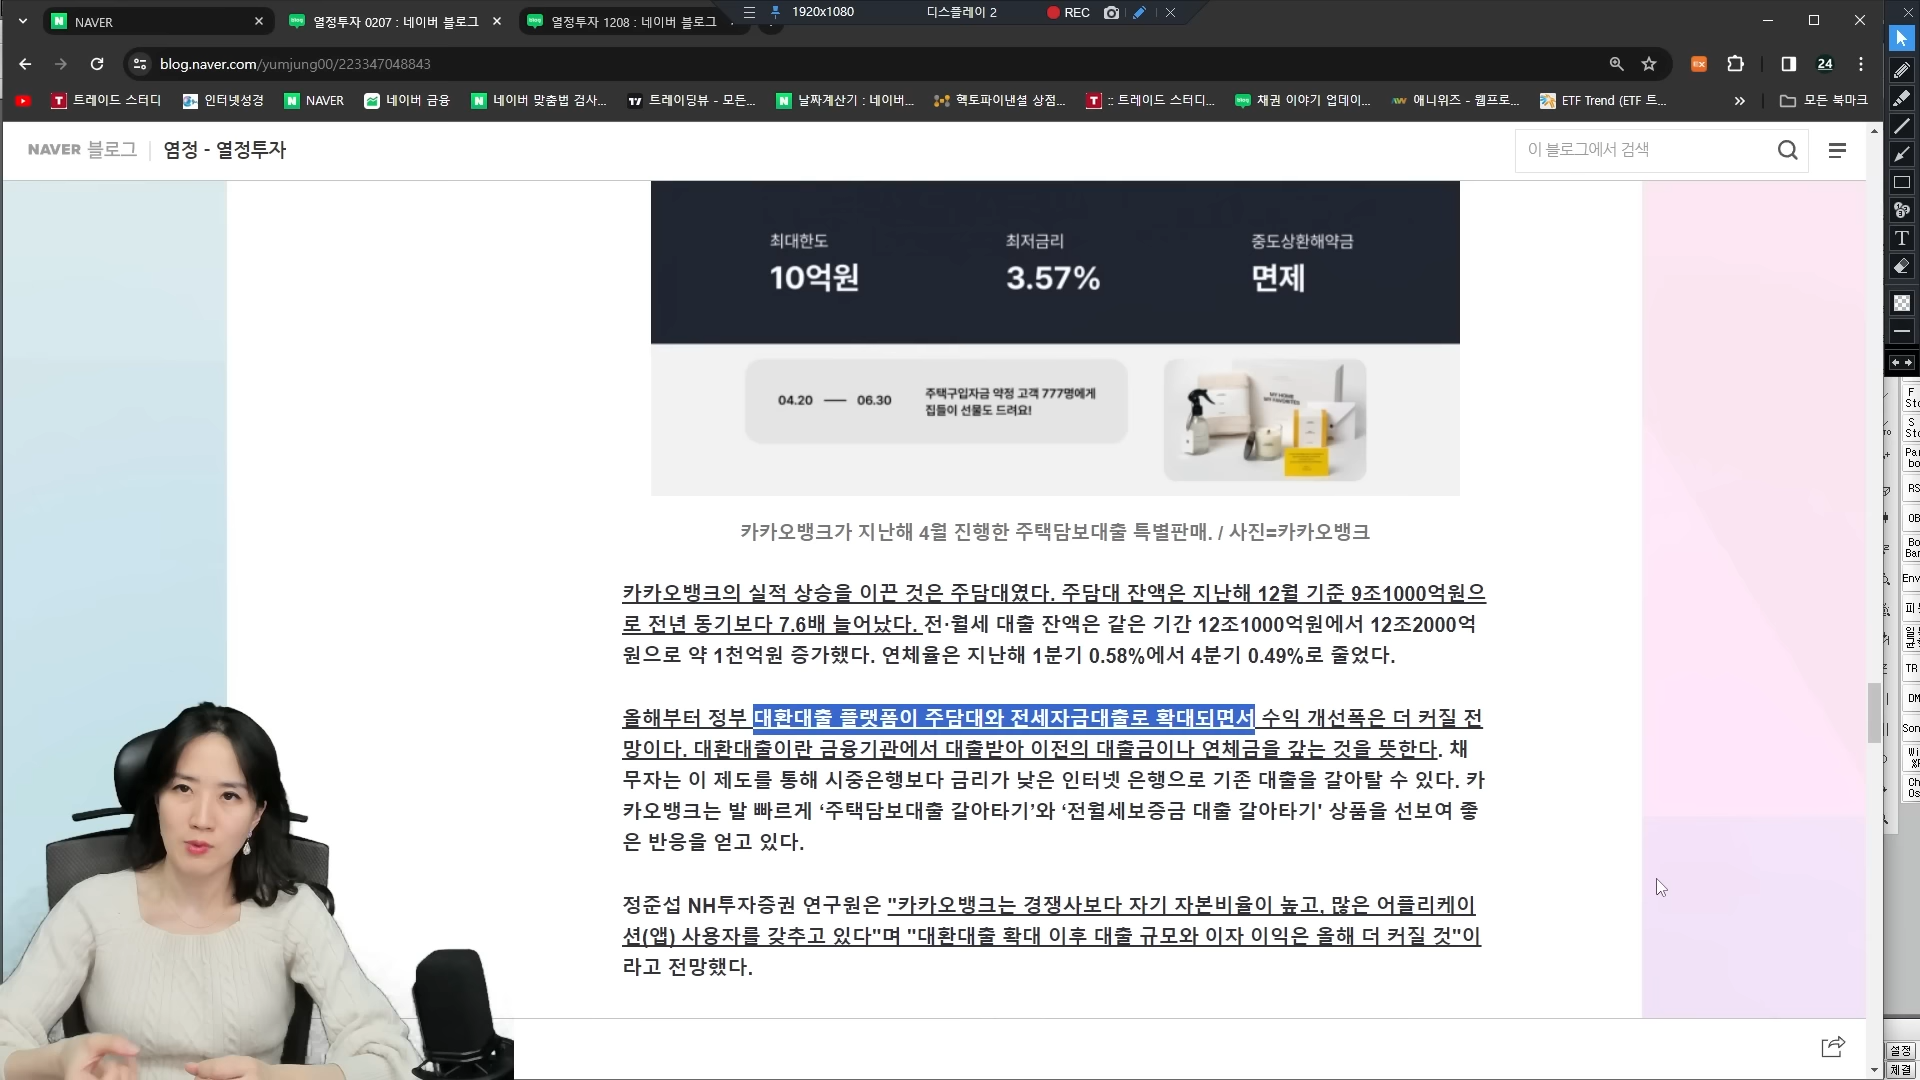 1920x1080
디스플레이 2
REC
NAVER
열정투자 0207 : 네이버 블로그
열정투자 1208 : 네이버 블로그
blog.naver.com/yumjung00/223347048843
24
트레이드 스터디
인터넷성경
NAVER
네이버 금융
네이버 맞춤법 검사...
트레이딩뷰 - 모든...
날짜계산기 : 네이버...
헥토파이낸셜 상점...
:: 트레이드 스터디...
채권 이야기 업데이...
애니위즈 - 웹프로...
ETF Trend (ETF 트...
모든 북마크
NAVER 블로그
염정 - 열정투자
이 블로그에서 검색
최대한도
최저금리
중도상환해약금
10억원
3.57%
면제
04.20 — 06.30
주택구입자금 약정 고객 777명에게
집들이 선물도 드려요!
카카오뱅크가 지난해 4월 진행한 주택담보대출 특별판매. / 사진=카카오뱅크
카카오뱅크의 실적 상승을 이끈 것은 주담대였다. 주담대 잔액은 지난해 12월 기준 9조1000억원으
로 전년 동기보다 7.6배 늘어났다. 전·월세 대출 잔액은 같은 기간 12조1000억원에서 12조2000억
원으로 약 1천억원 증가했다. 연체율은 지난해 1분기 0.58%에서 4분기 0.49%로 줄었다.
올해부터 정부 대환대출 플랫폼이 주담대와 전세자금대출로 확대되면서 수익 개선폭은 더 커질 전
망이다. 대환대출이란 금융기관에서 대출받아 이전의 대출금이나 연체금을 갚는 것을 뜻한다. 채
무자는 이 제도를 통해 시중은행보다 금리가 낮은 인터넷 은행으로 기존 대출을 갈아탈 수 있다. 카
카오뱅크는 발 빠르게 ‘주택담보대출 갈아타기’와 ‘전월세보증금 대출 갈아타기' 상품을 선보여 좋
은 반응을 얻고 있다.
정준섭 NH투자증권 연구원은 "카카오뱅크는 경쟁사보다 자기 자본비율이 높고, 많은 어플리케이
션(앱) 사용자를 갖추고 있다"며 "대환대출 확대 이후 대출 규모와 이자 이익은 올해 더 커질 것"이
라고 전망했다.
설정
체결